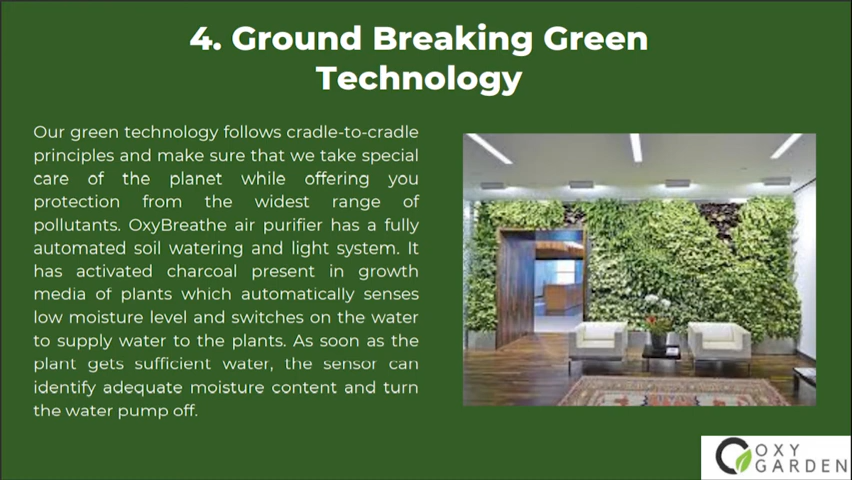 4. Ground Breaking Green
Technology
Our green technology follows cradle-to-cradle
principles and make sure that we take special
care of the planet while offering you
protection from the widest range of
pollutants. OxyBreathe air purifier has a fully
automated soil watering and light system. It
has activated charcoal present in growth
media of plants which automatically senses
low moisture level and switches on the water
to supply water to the plants. As soon as the
plant gets sufficient water, the sensor can
identify adequate moisture content and turn
the water pump off.
OXY
GARDEN